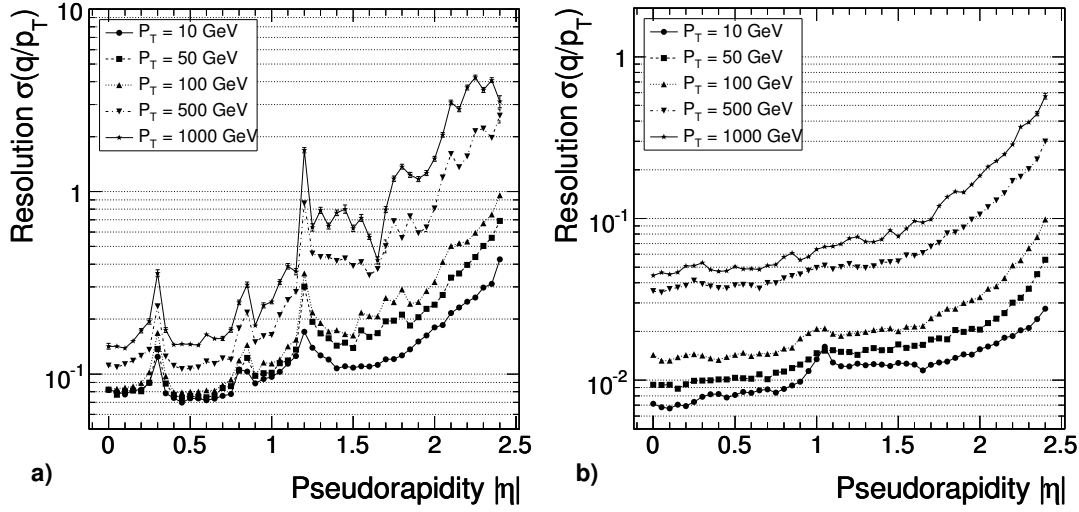 Resolution σ(q/p_T)
10
1
10^-1
P_T = 10 GeV
P_T = 50 GeV
P_T = 100 GeV
P_T = 500 GeV
P_T = 1000 GeV
0 0.5 1 1.5 2 2.5
a)
Pseudorapidity |η|
Resolution σ(q/p_T)
1
10^-1
10^-2
P_T = 10 GeV
P_T = 50 GeV
P_T = 100 GeV
P_T = 500 GeV
P_T = 1000 GeV
0 0.5 1 1.5 2 2.5
b)
Pseudorapidity |η|